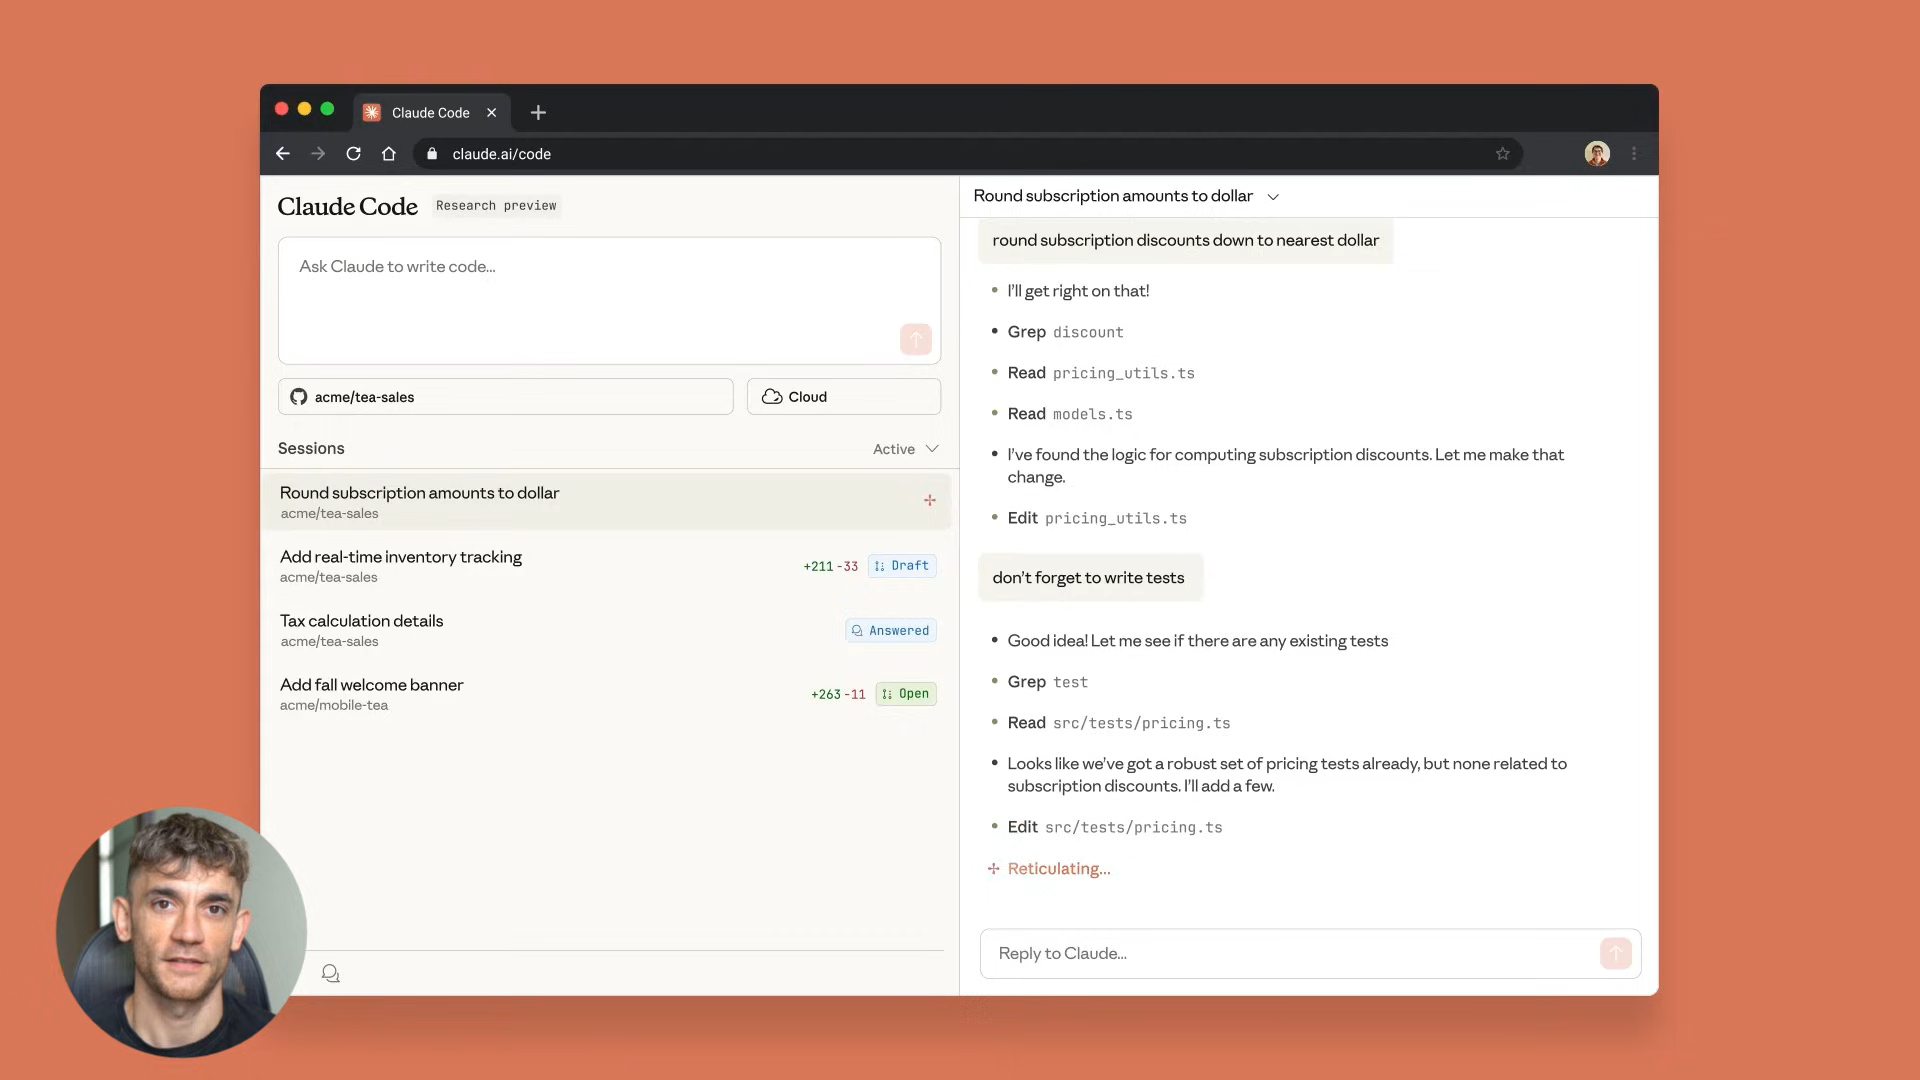 Claude Code
claude.ai/code
Claude Code Research preview
Ask Claude to write code...
acme/tea-sales
Cloud
Sessions
Active
Round subscription amounts to dollar
acme/tea-sales
Add real-time inventory tracking
acme/tea-sales
+211 -33 Draft
Tax calculation details
acme/tea-sales
Answered
Add fall welcome banner
acme/mobile-tea
+263 -11 Open
Round subscription amounts to dollar
round subscription discounts down to nearest dollar
I'll get right on that!
Grep discount
Read pricing_utils.ts
Read models.ts
I've found the logic for computing subscription discounts. Let me make that
change.
Edit pricing_utils.ts
don't forget to write tests
Good idea! Let me see if there are any existing tests
Grep test
Read src/tests/pricing.ts
Looks like we've got a robust set of pricing tests already, but none related to
subscription discounts. I'll add a few.
Edit src/tests/pricing.ts
Reticulating...
Reply to Claude...